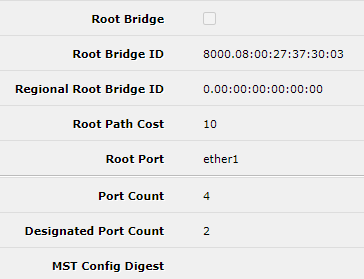 Root Bridge
Root Bridge ID 8000.08:00:27:37:30:03
Regional Root Bridge ID 0.00:00:00:00:00:00
Root Path Cost 10
Root Port ether1
Port Count 4
Designated Port Count 2
MST Config Digest